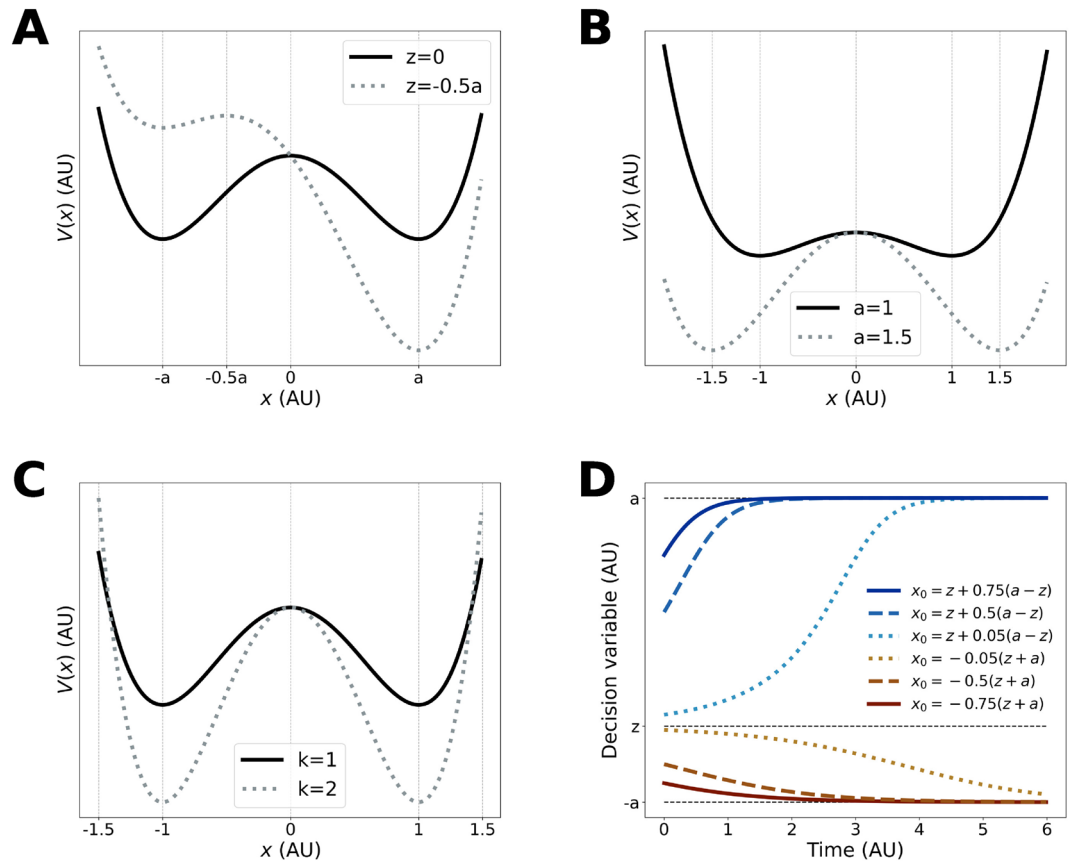 A
z=0
z=-0.5a
V(x) (AU)
-a -0.5a 0 a
x (AU)
B
V(x) (AU)
a=1
a=1.5
-1.5 -1 0 1 1.5
x (AU)
C
V(x) (AU)
k=1
k=2
-1.5 -1 0 1 1.5
x (AU)
D
Decision variable (AU)
a
z
-a
x₀ = z + 0.75(a − z)
x₀ = z + 0.5(a − z)
x₀ = z + 0.05(a − z)
x₀ = − 0.05(z + a)
x₀ = − 0.5(z + a)
x₀ = − 0.75(z + a)
0 1 2 3 4 5 6
Time (AU)